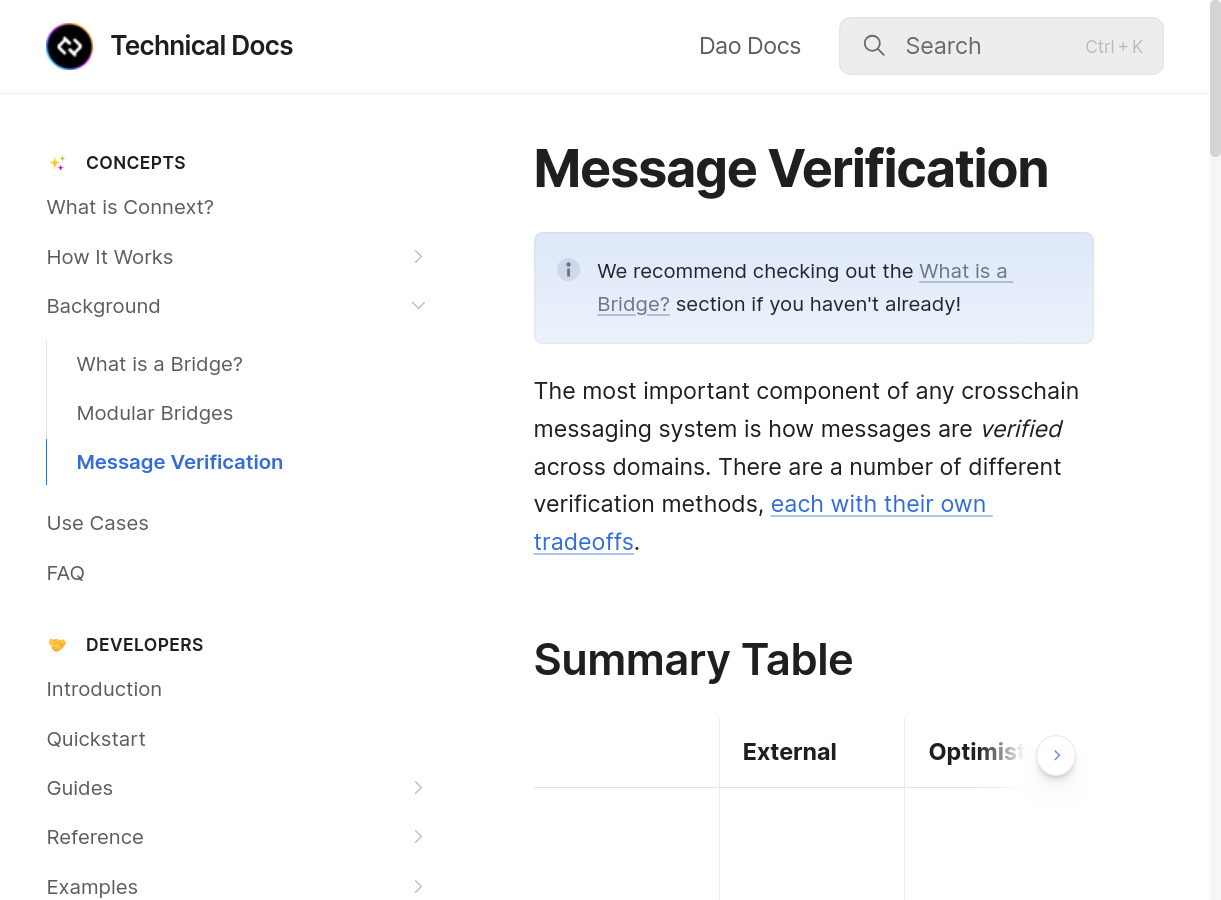 Technical Docs
Dao Docs
Search
Ctrl + K
CONCEPTS
What is Connext?
How It Works
Background
What is a Bridge?
Modular Bridges
Message Verification
Use Cases
FAQ
DEVELOPERS
Introduction
Quickstart
Guides
Reference
Examples
Message Verification
We recommend checking out the What is a
Bridge? section if you haven't already!
The most important component of any crosschain
messaging system is how messages are verified
across domains. There are a number of different
verification methods, each with their own
tradeoffs.
Summary Table
External
Optimist